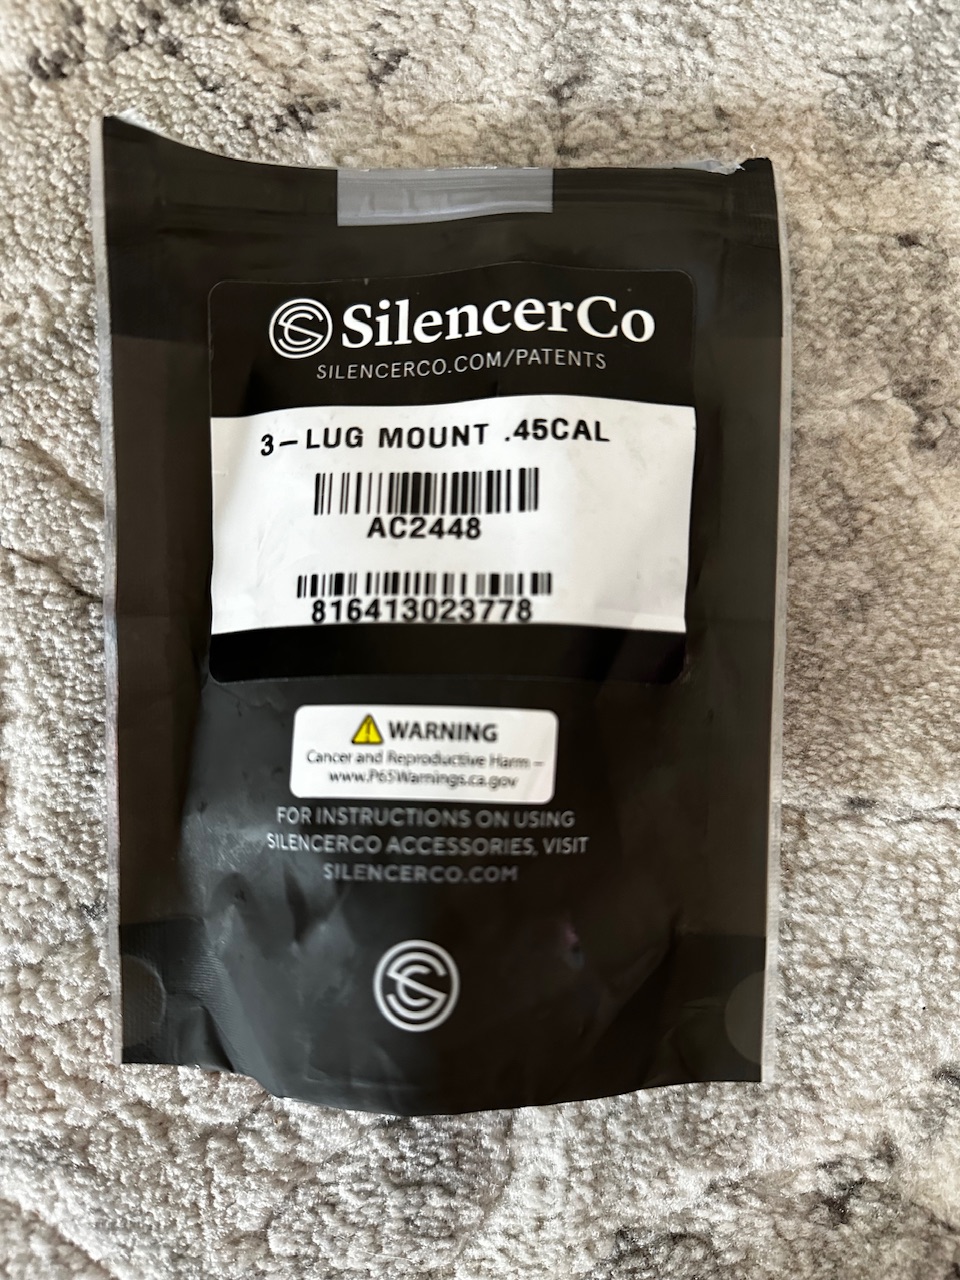 SilencerCo
SILENCERCO.COM/PATENTS
3-LUG MOUNT .45CAL
AC2448
816413023778
WARNING
Cancer and Reproductive Harm –
www.P65Warnings.ca.gov
FOR INSTRUCTIONS ON USING
SILENCERCO ACCESSORIES, VISIT
SILENCERCO.COM